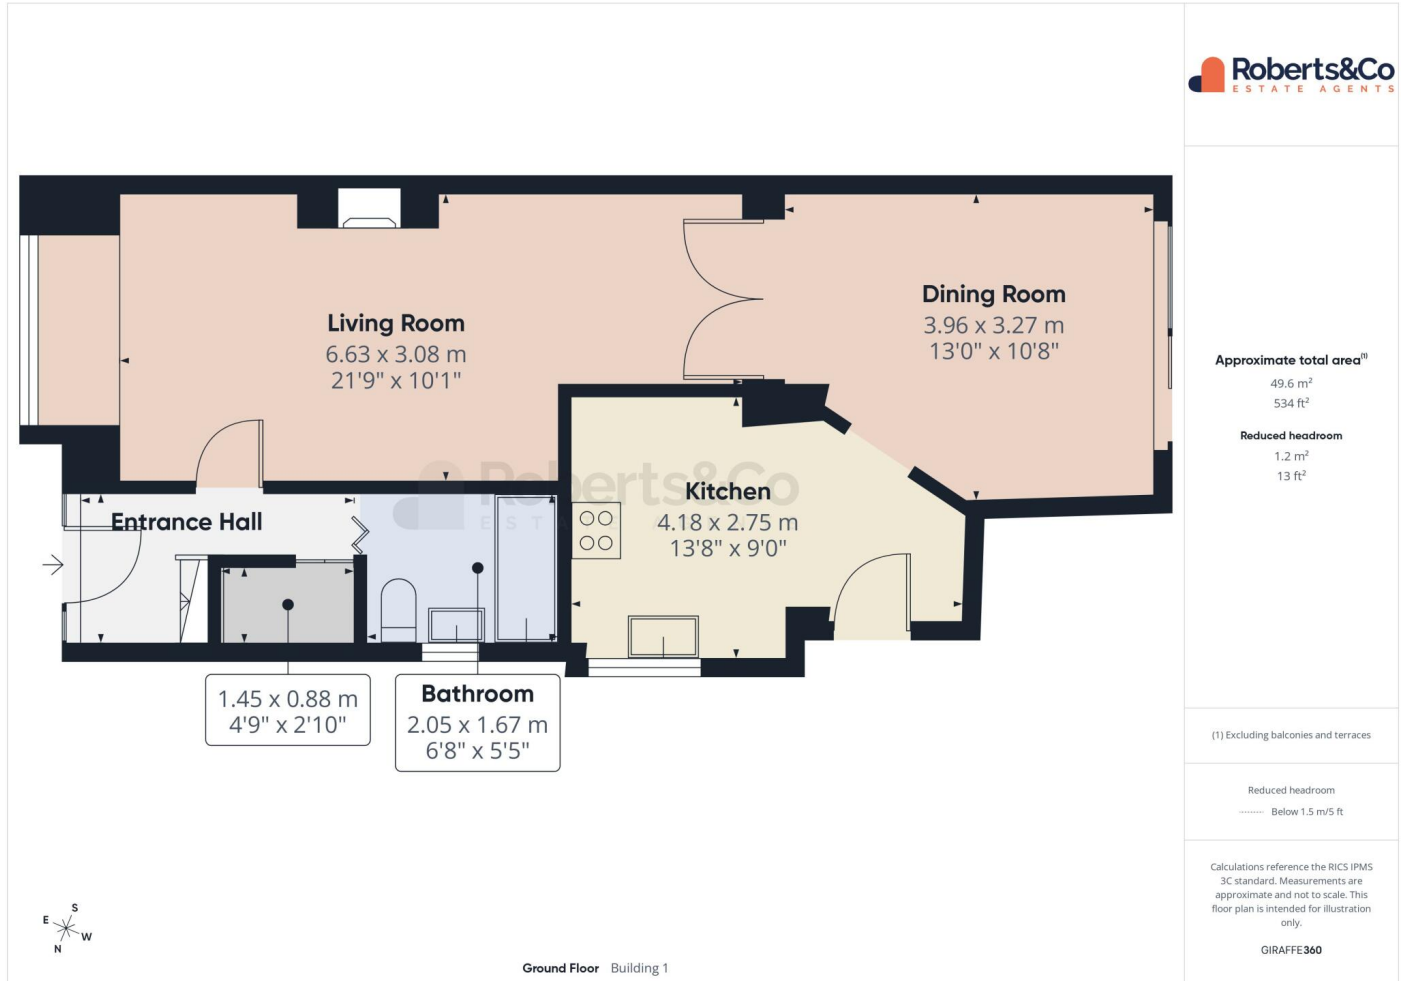 Roberts&Co
ESTATE AGENTS
Living Room
6.63 x 3.08 m
21'9" x 10'1"
Dining Room
3.96 x 3.27 m
13'0" x 10'8"
Kitchen
4.18 x 2.75 m
13'8" x 9'0"
Entrance Hall
Roberts&Co
1.45 x 0.88 m
4'9" x 2'10"
Bathroom
2.05 x 1.67 m
6'8" x 5'5"
S
E
W
N
Ground Floor Building 1
Approximate total area(1)
49.6 m²
534 ft²
Reduced headroom
1.2 m²
13 ft²
(1) Excluding balconies and terraces
Reduced headroom
Below 1.5 m/5 ft
Calculations reference the RICS IPMS
3C standard. Measurements are
approximate and not to scale. This
floor plan is intended for illustration
only.
GIRAFFE360